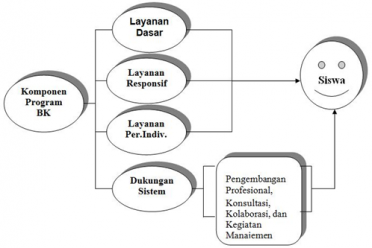 Layanan
Dasar
Layanan
Responsif
Siswa
Komponen
Program
BK
Layanan
Per.Indiv.
Dukungan
Sistem
Pengembangan
Profesional,
Konsultasi,
Kolaborasi, dan
Kegiatan
Manajemen